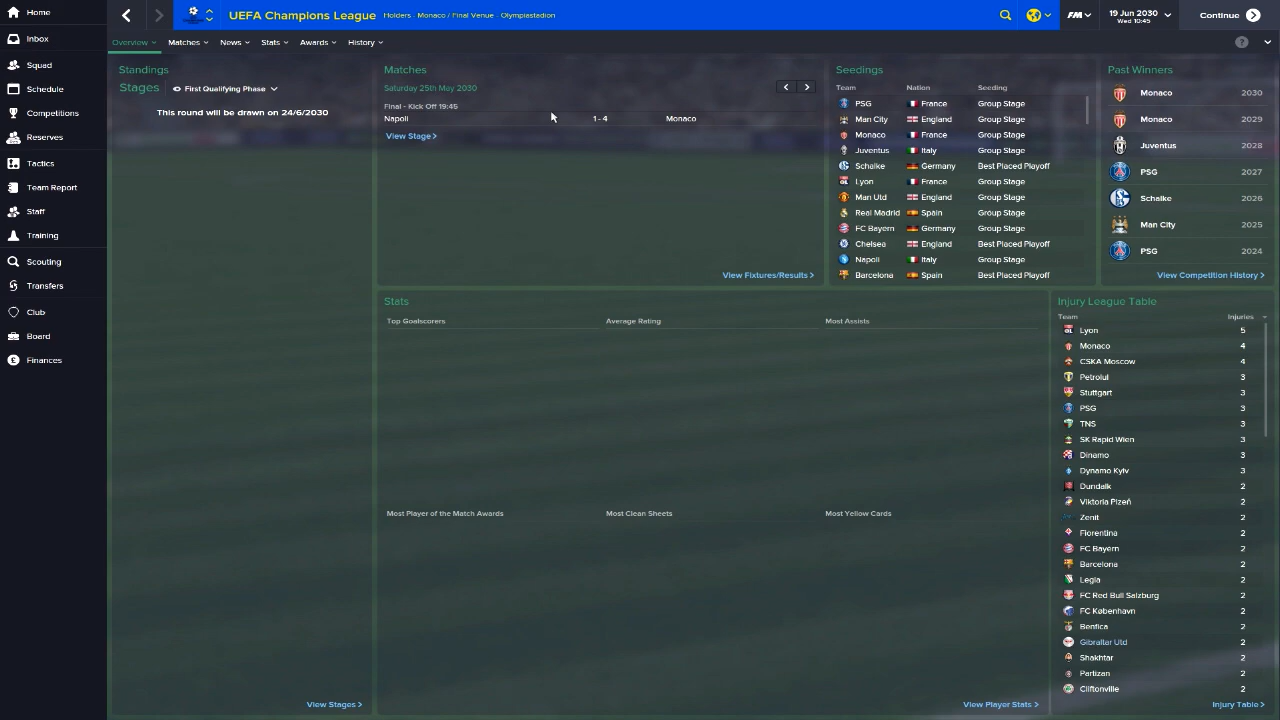 Home
Inbox
Squad
Schedule
Competitions
Reserves
Tactics
Team Report
Staff
Training
Scouting
Transfers
Club
Board
Finances
UEFA Champions League Holders - Monaco / Final Venue - Olympiastadion
FM
19 Jun 2030
Wed 10:45
Continue
Overview Matches News Stats Awards History
Standings
Stages First Qualifying Phase
This round will be drawn on 24/6/2030
View Stages >
Matches
Saturday 25th May 2030
Final - Kick Off 19:45
Napoli 1 - 4 Monaco
View Stage >
View Fixtures/Results >
Seedings
Team Nation Seeding
PSG France Group Stage
Man City England Group Stage
Monaco France Group Stage
Juventus Italy Group Stage
Schalke Germany Best Placed Playoff
Lyon France Group Stage
Man Utd England Group Stage
Real Madrid Spain Group Stage
FC Bayern Germany Group Stage
Chelsea England Best Placed Playoff
Napoli Italy Group Stage
Barcelona Spain Best Placed Playoff
Past Winners
Monaco 2030
Monaco 2029
Juventus 2028
PSG 2027
Schalke 2026
Man City 2025
PSG 2024
View Competition History >
Stats
Top Goalscorers Average Rating Most Assists
Most Player of the Match Awards Most Clean Sheets Most Yellow Cards
View Player Stats >
Injury League Table
Team Injuries
Lyon 5
Monaco 4
CSKA Moscow 4
Petrolul 3
Stuttgart 3
PSG 3
TNS 3
SK Rapid Wien 3
Dinamo 3
Dynamo Kyiv 3
Dundalk 2
Viktoria Plzeň 2
Zenit 2
Fiorentina 2
FC Bayern 2
Barcelona 2
Legia 2
FC Red Bull Salzburg 2
FC København 2
Benfica 2
Gibraltar Utd 2
Shakhtar 2
Partizan 2
Cliftonville 2
Injury Table >